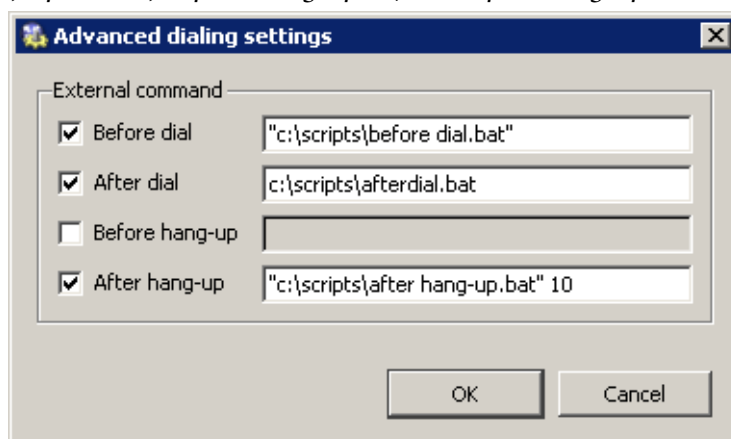 Advanced dialing settings
External command
Before dial "c:\scripts\before dial.bat"
After dial c:\scripts\afterdial.bat
Before hang-up
After hang-up "c:\scripts\after hang-up.bat" 10
OK Cancel